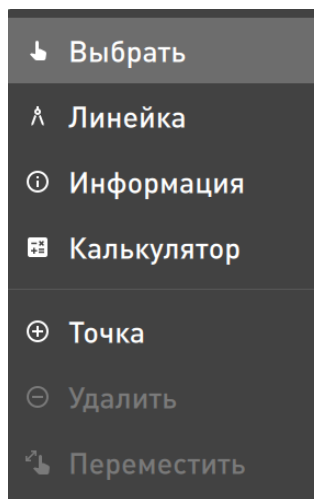 Выбрать
Линейка
Информация
Калькулятор
Точка
Удалить
Переместить